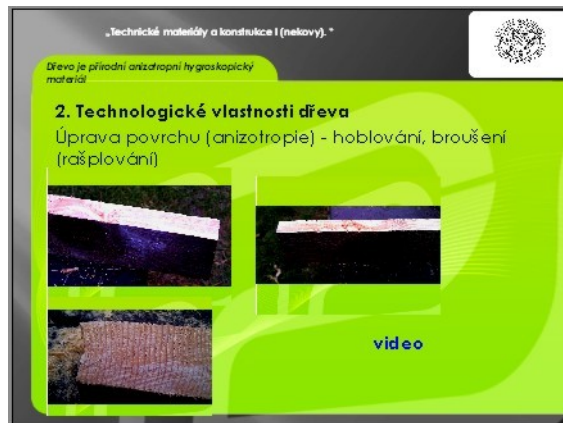 „Technické materiály a konstrukce I (nekovy). “
Dřevo je přírodní anizotropní hygroskopický
materiál
2. Technologické vlastnosti dřeva
Úprava povrchu (anizotropie) - hoblování, broušení
(rašplování)
video